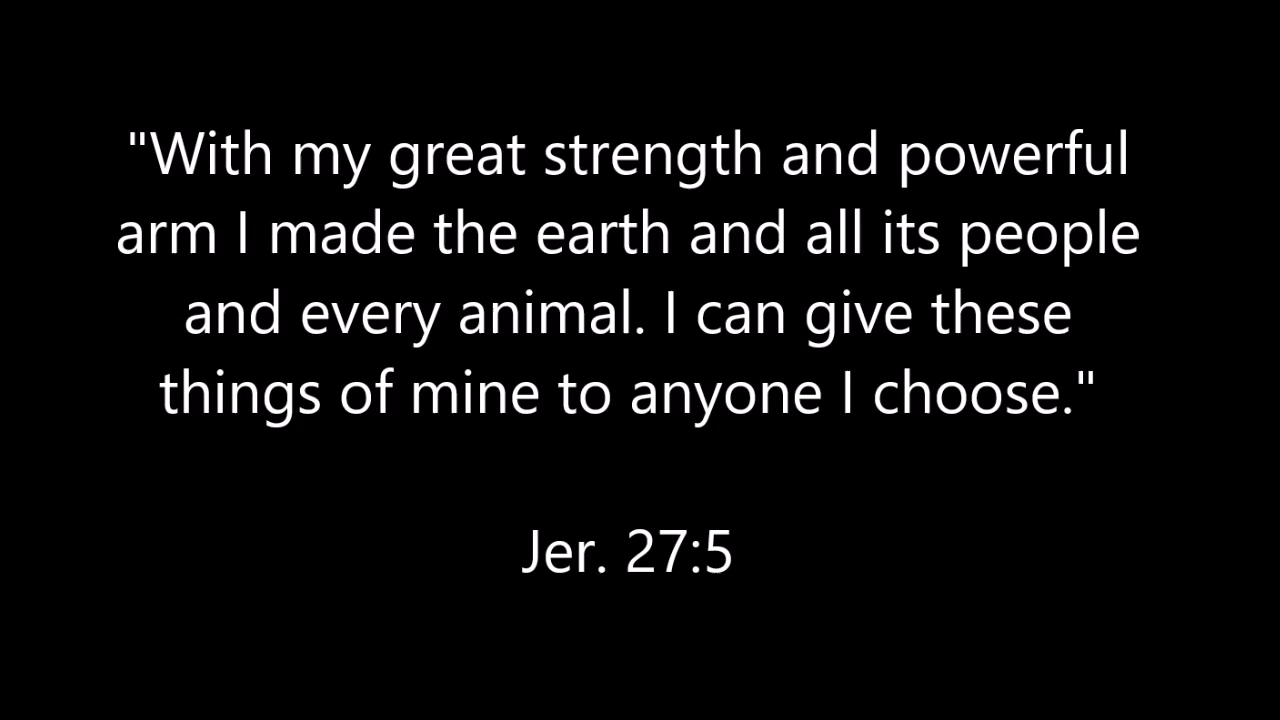 "With my great strength and powerful
arm I made the earth and all its people
and every animal. I can give these
things of mine to anyone I choose."
Jer. 27:5